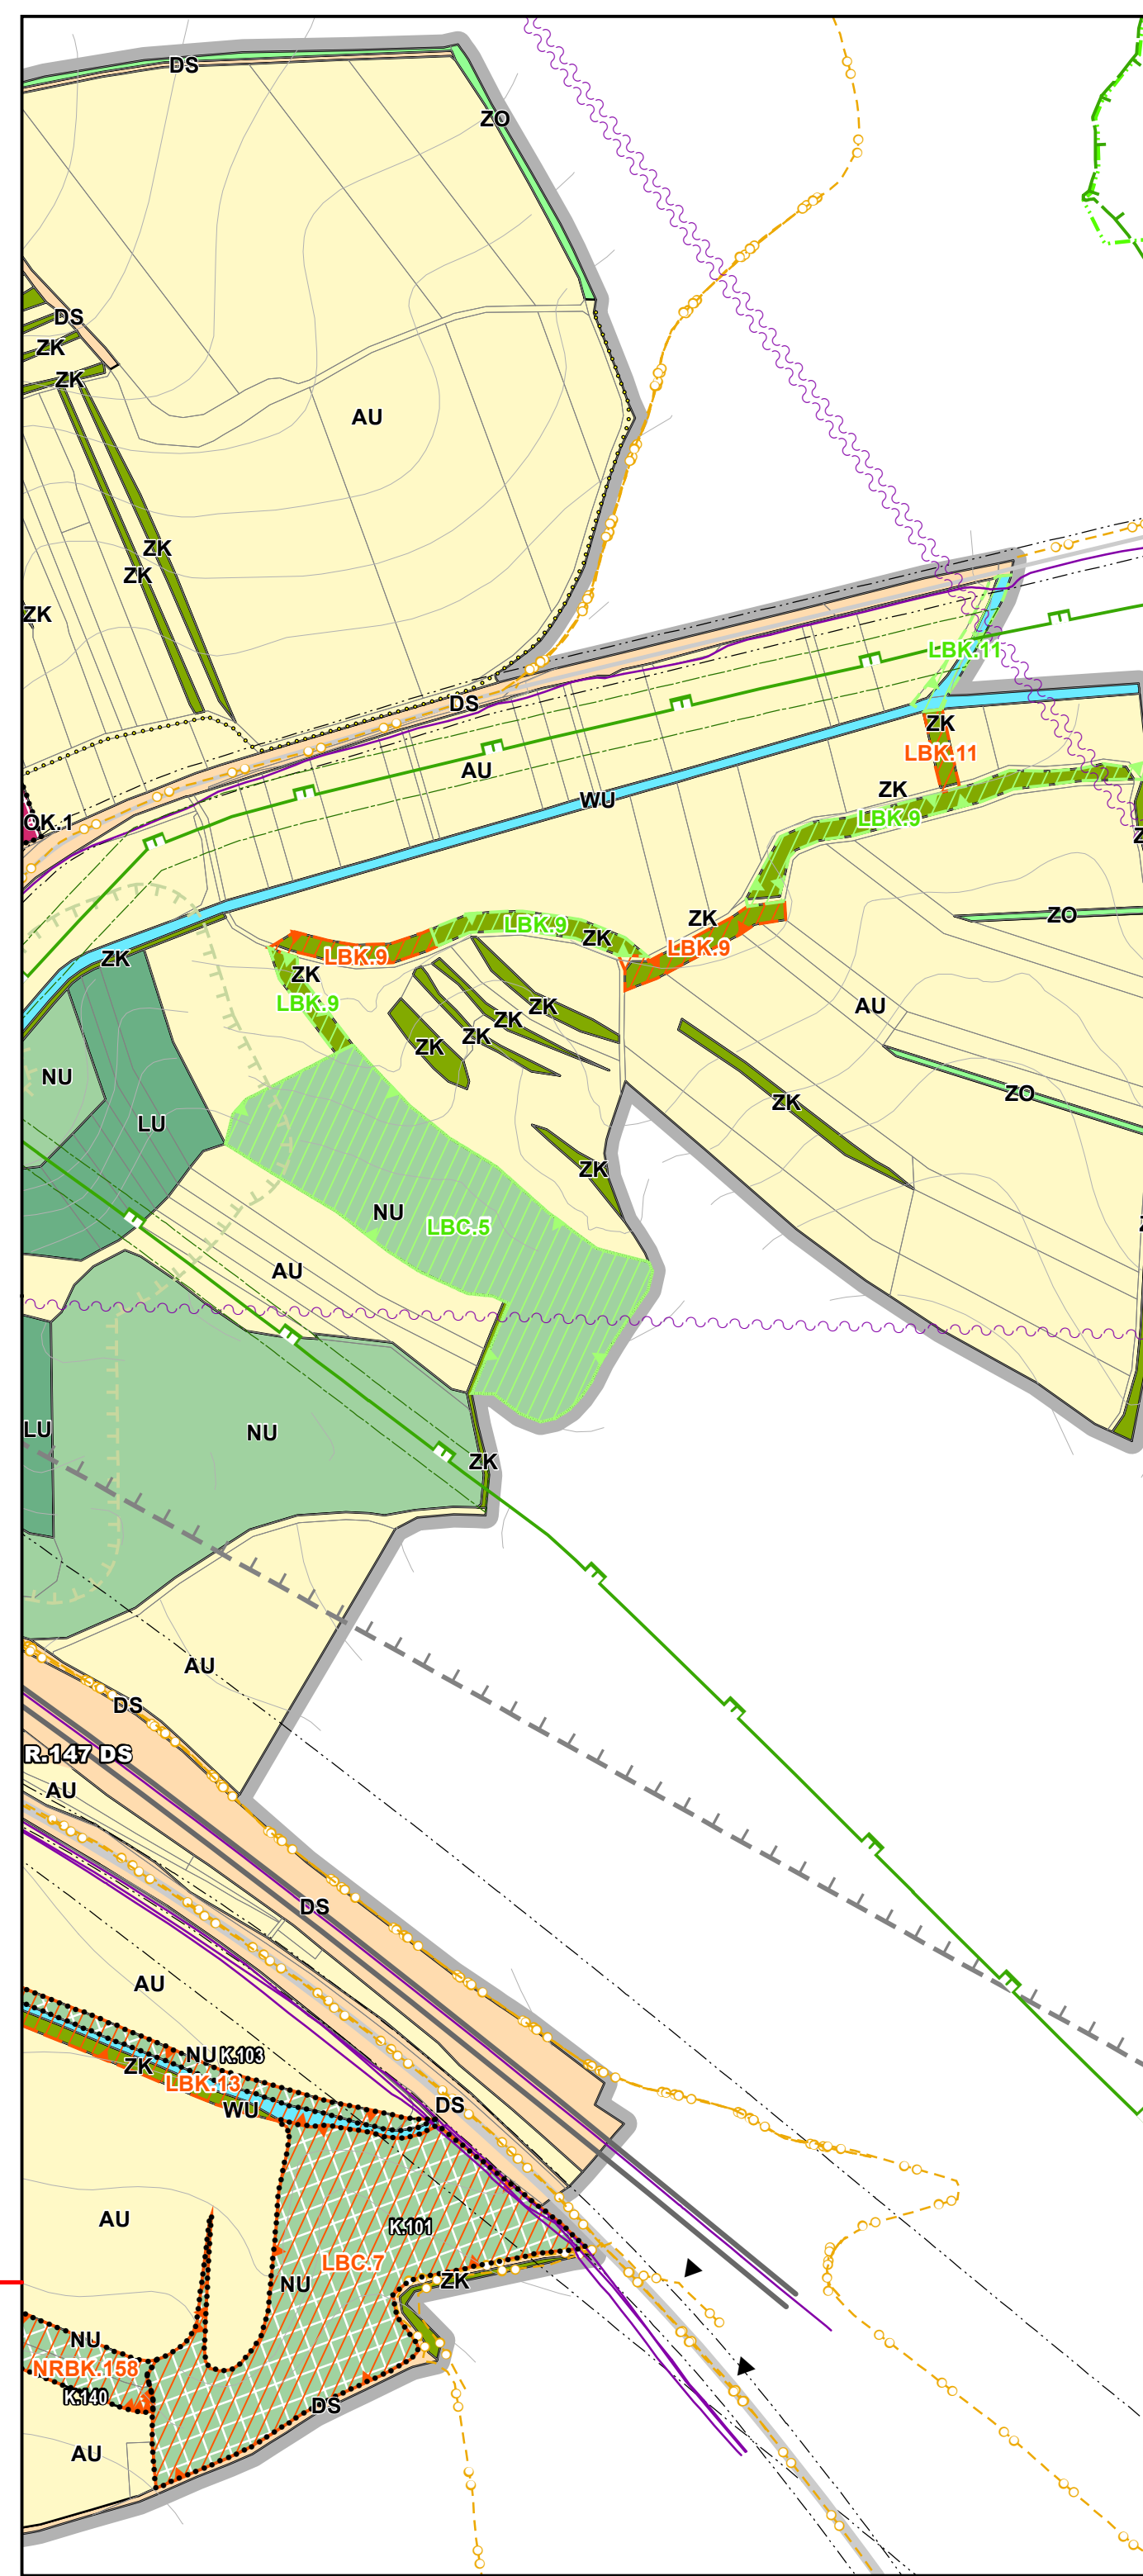 DS
ZO
DS
ZK
ZK
AU
ZK
ZK
ZK
LBK.11
DS
ZK
LBK.11
AU
ZK
WU
LBK.9
OK.1
ZO
ZK
LBK.9
ZK
LBK.9
ZK
LBK.9
ZK
ZK
LBK.9
AU
ZK
ZK
ZK
ZK
NU
ZO
ZK
LU
ZK
NU
LBC.5
AU
LU
NU
ZK
AU
DS
R.147 DS
AU
DS
AU
NU K.103
ZK
LBK.13
DS
WU
AU
K.101
LBC.7
ZK
NU
NU
NRBK.158
K.140
DS
AU